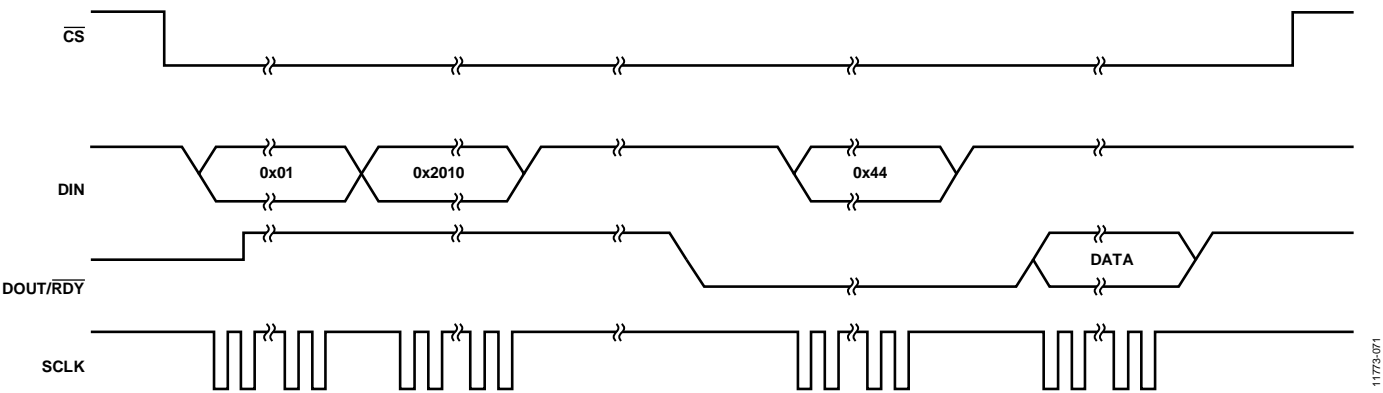 CS
DIN
0x01
0x2010
0x44
DOUT/RDY
DATA
SCLK
11773-071